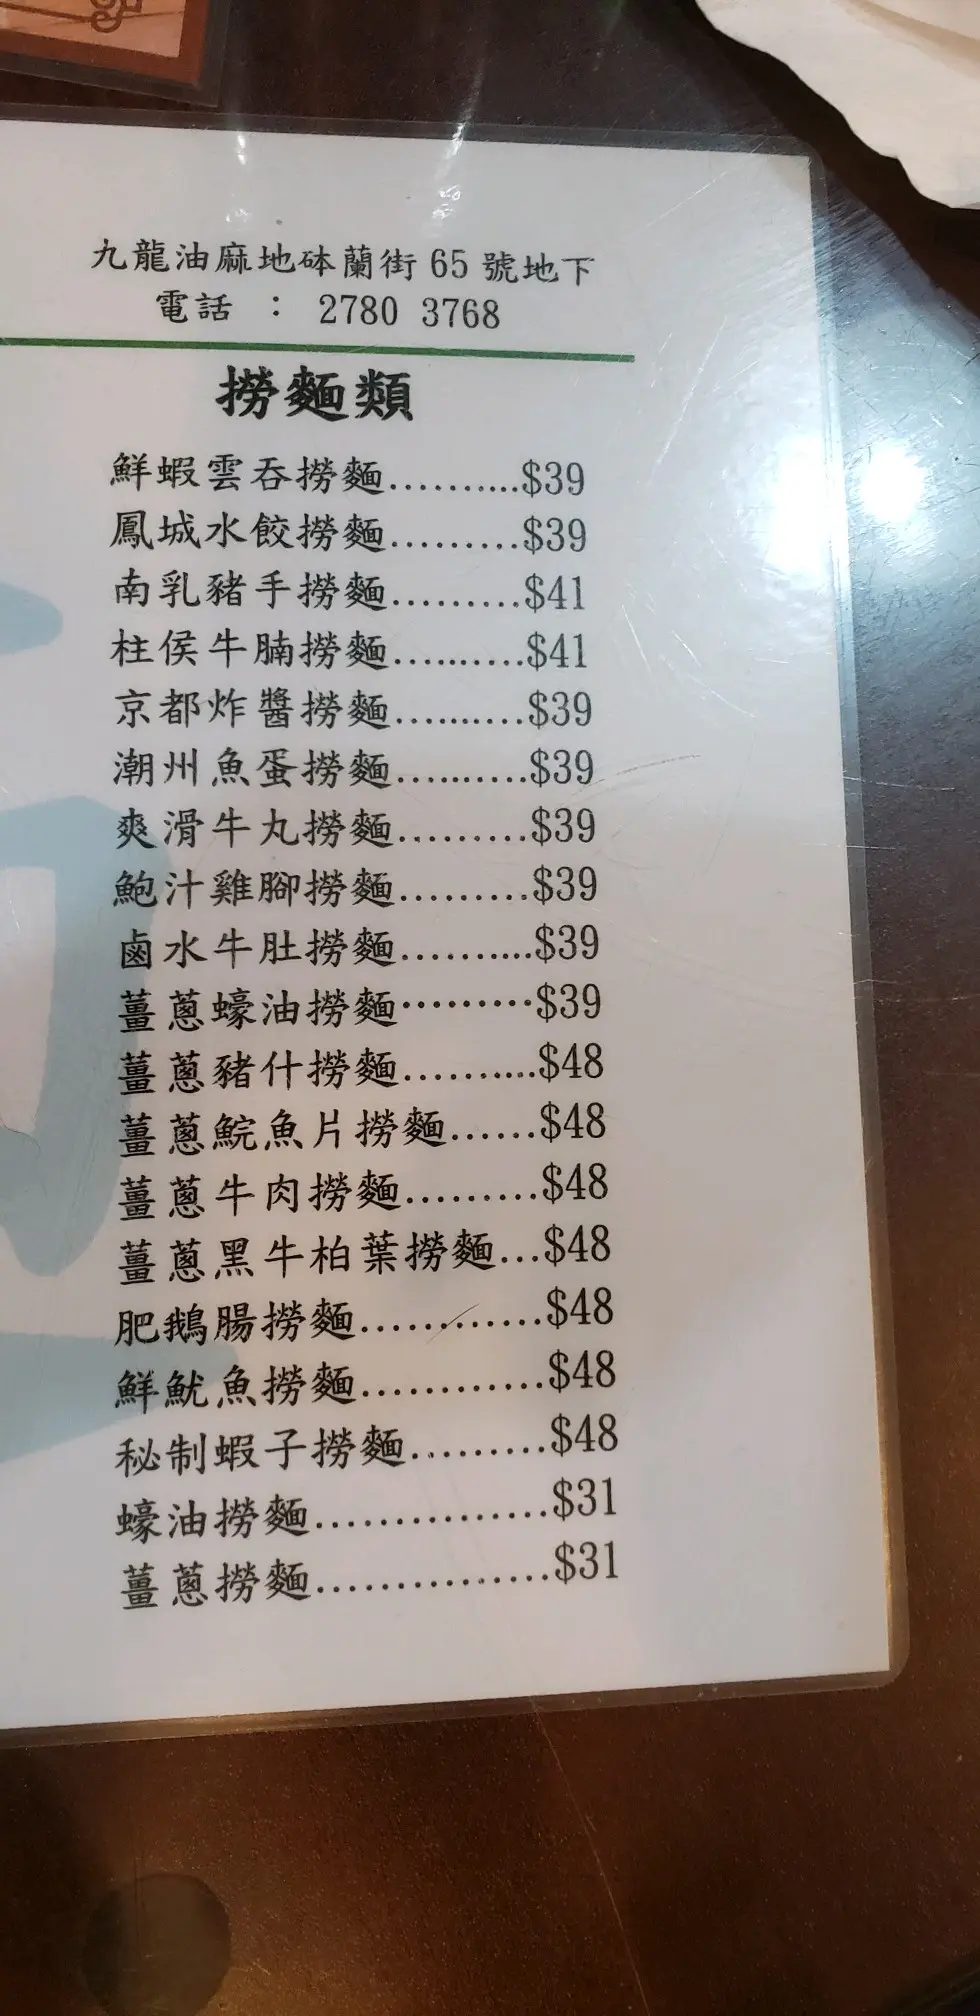 九龍油麻地砵蘭街 65 號地下
電話 : 2780 3768
撈麵類
鮮蝦雲吞撈麵..........$39
鳳城水餃撈麵.........$39
南乳豬手撈麵.........$41
柱侯牛腩撈麵.........$41
京都炸醬撈麵.........$39
潮州魚蛋撈麵.........$39
爽滑牛丸撈麵.........$39
鮑汁雞腳撈麵.........$39
鹵水牛肚撈麵..........$39
薑蔥蠔油撈麵·········$39
薑蔥豬什撈麵..........$48
薑蔥鯇魚片撈麵......$48
薑蔥牛肉撈麵.........$48
薑蔥黑牛柏葉撈麵...$48
肥鵝腸撈麵............$48
鮮魷魚撈麵............$48
秘制蝦子撈麵.........$48
蠔油撈麵...............$31
薑蔥撈麵...............$31